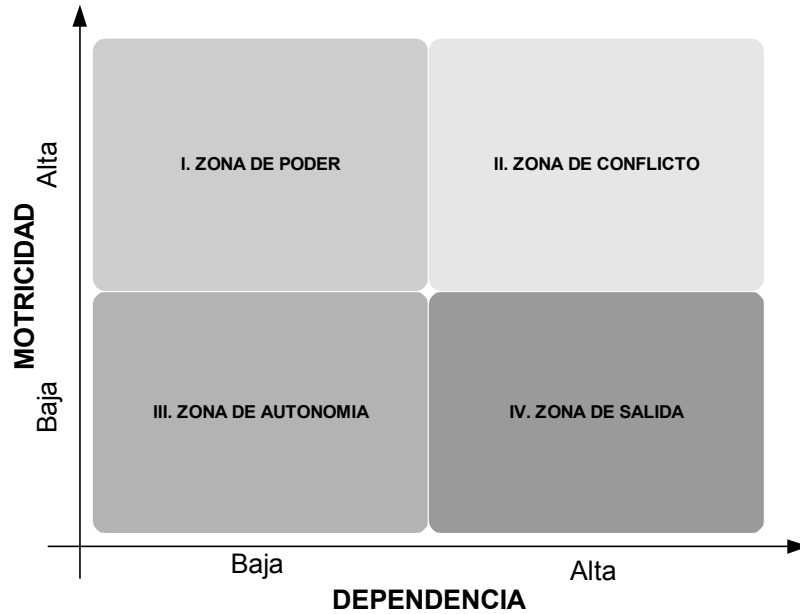 MOTRICIDAD
Alta
Baja
I. ZONA DE PODER
II. ZONA DE CONFLICTO
III. ZONA DE AUTONOMIA
IV. ZONA DE SALIDA
Baja
Alta
DEPENDENCIA